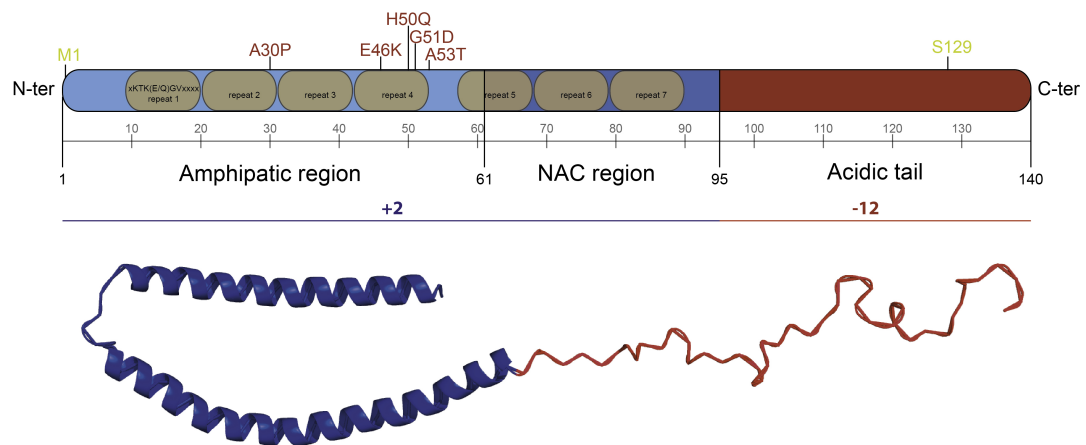 H50Q
M1 A30P E46K G51D S129
A53T
N-ter xKTK(E/Q)GVxxxx C-ter
repeat 1 repeat 2 repeat 3 repeat 4 repeat 5 repeat 6 repeat 7
10 20 30 40 50 60 70 80 90 100 110 120 130
Amphipatic region NAC region Acidic tail
1 61 95 140
+2 -12